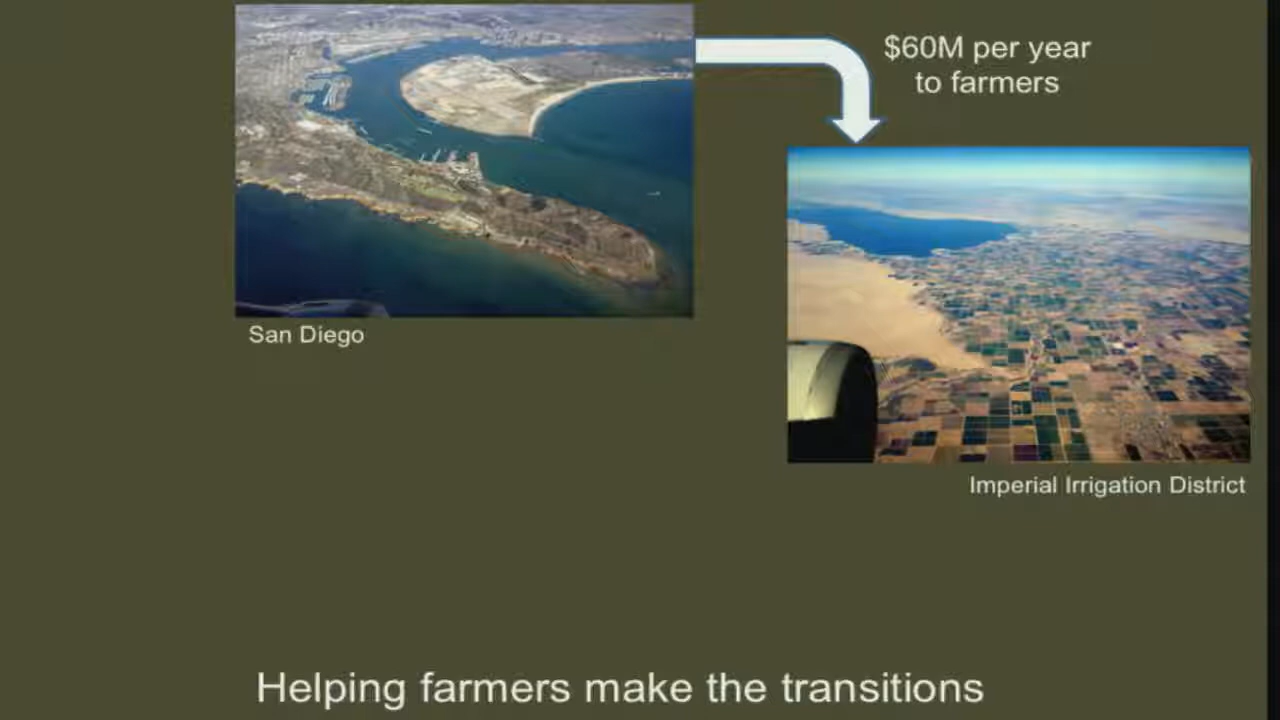 $60M per year
to farmers
San Diego
Imperial Irrigation District
Helping farmers make the transitions